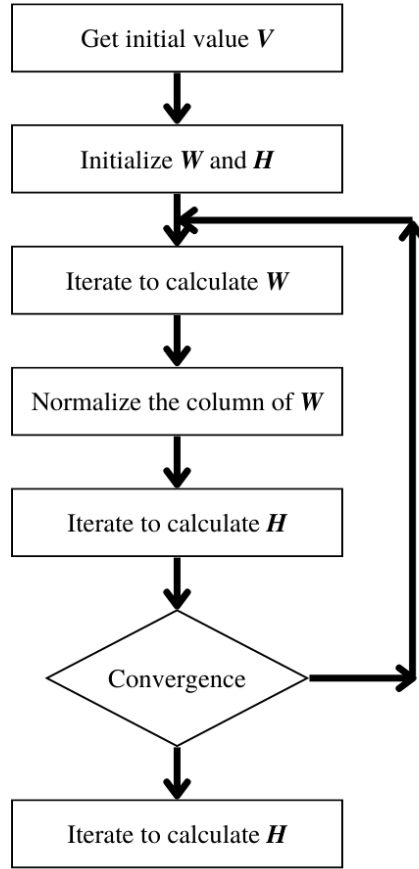 Get initial value V
Initialize W and H
Iterate to calculate W
Normalize the column of W
Iterate to calculate H
Convergence
Iterate to calculate H